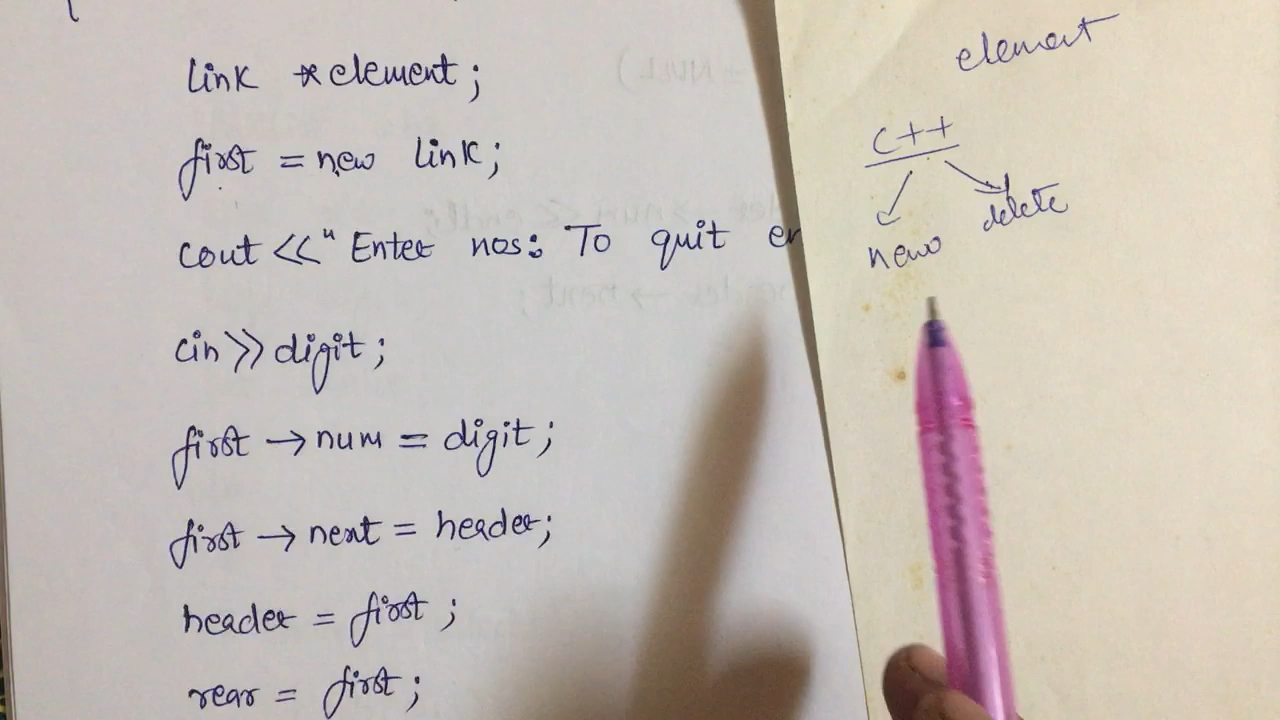 link *element;
first = new link;
cout <<" Enter nos: To quit en
cin >> digit;
first → num = digit;
first → next = header;
header = first;
rear = first;
element
C++
new
delete